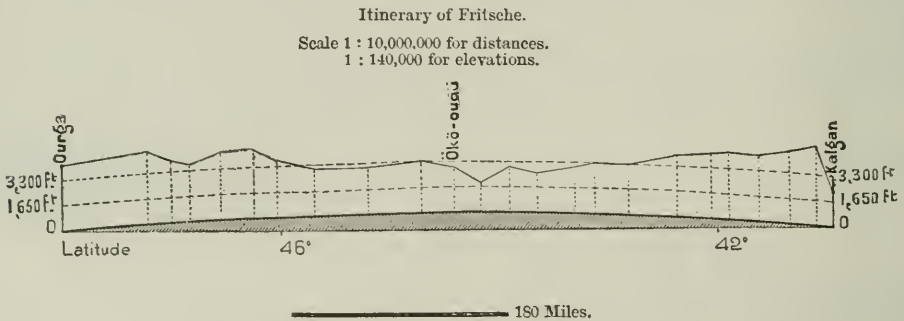 Itinerary of Fritsche.
Scale 1 : 10,000,000 for distances.
1 : 140,000 for elevations.
Ourga
Ökö-oudü
Kalgan
3,300 ft
1,650 ft
0
3,300 ft
1,650 ft
0
Latitude
46°
42°
180 Miles.